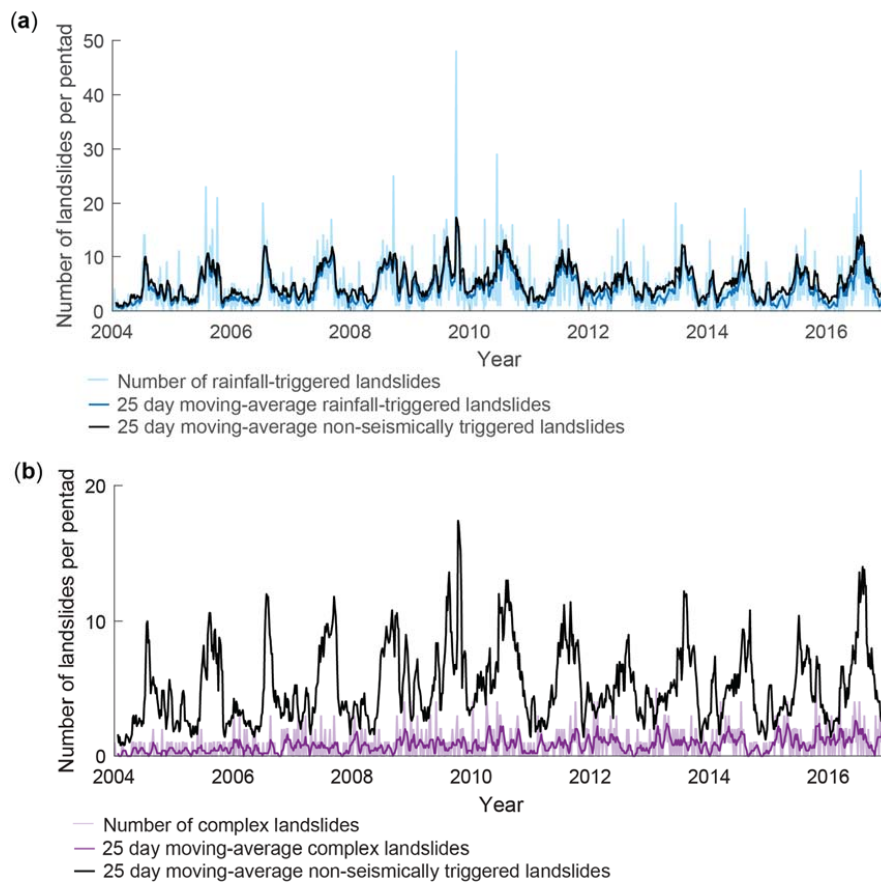 (a)
Number of landslides per pentad
50
40
30
20
10
0
2004 2006 2008 2010 2012 2014 2016
Year
Number of rainfall-triggered landslides
25 day moving-average rainfall-triggered landslides
25 day moving-average non-seismically triggered landslides
(b)
Number of landslides per pentad
20
10
0
2004 2006 2008 2010 2012 2014 2016
Year
Number of complex landslides
25 day moving-average complex landslides
25 day moving-average non-seismically triggered landslides